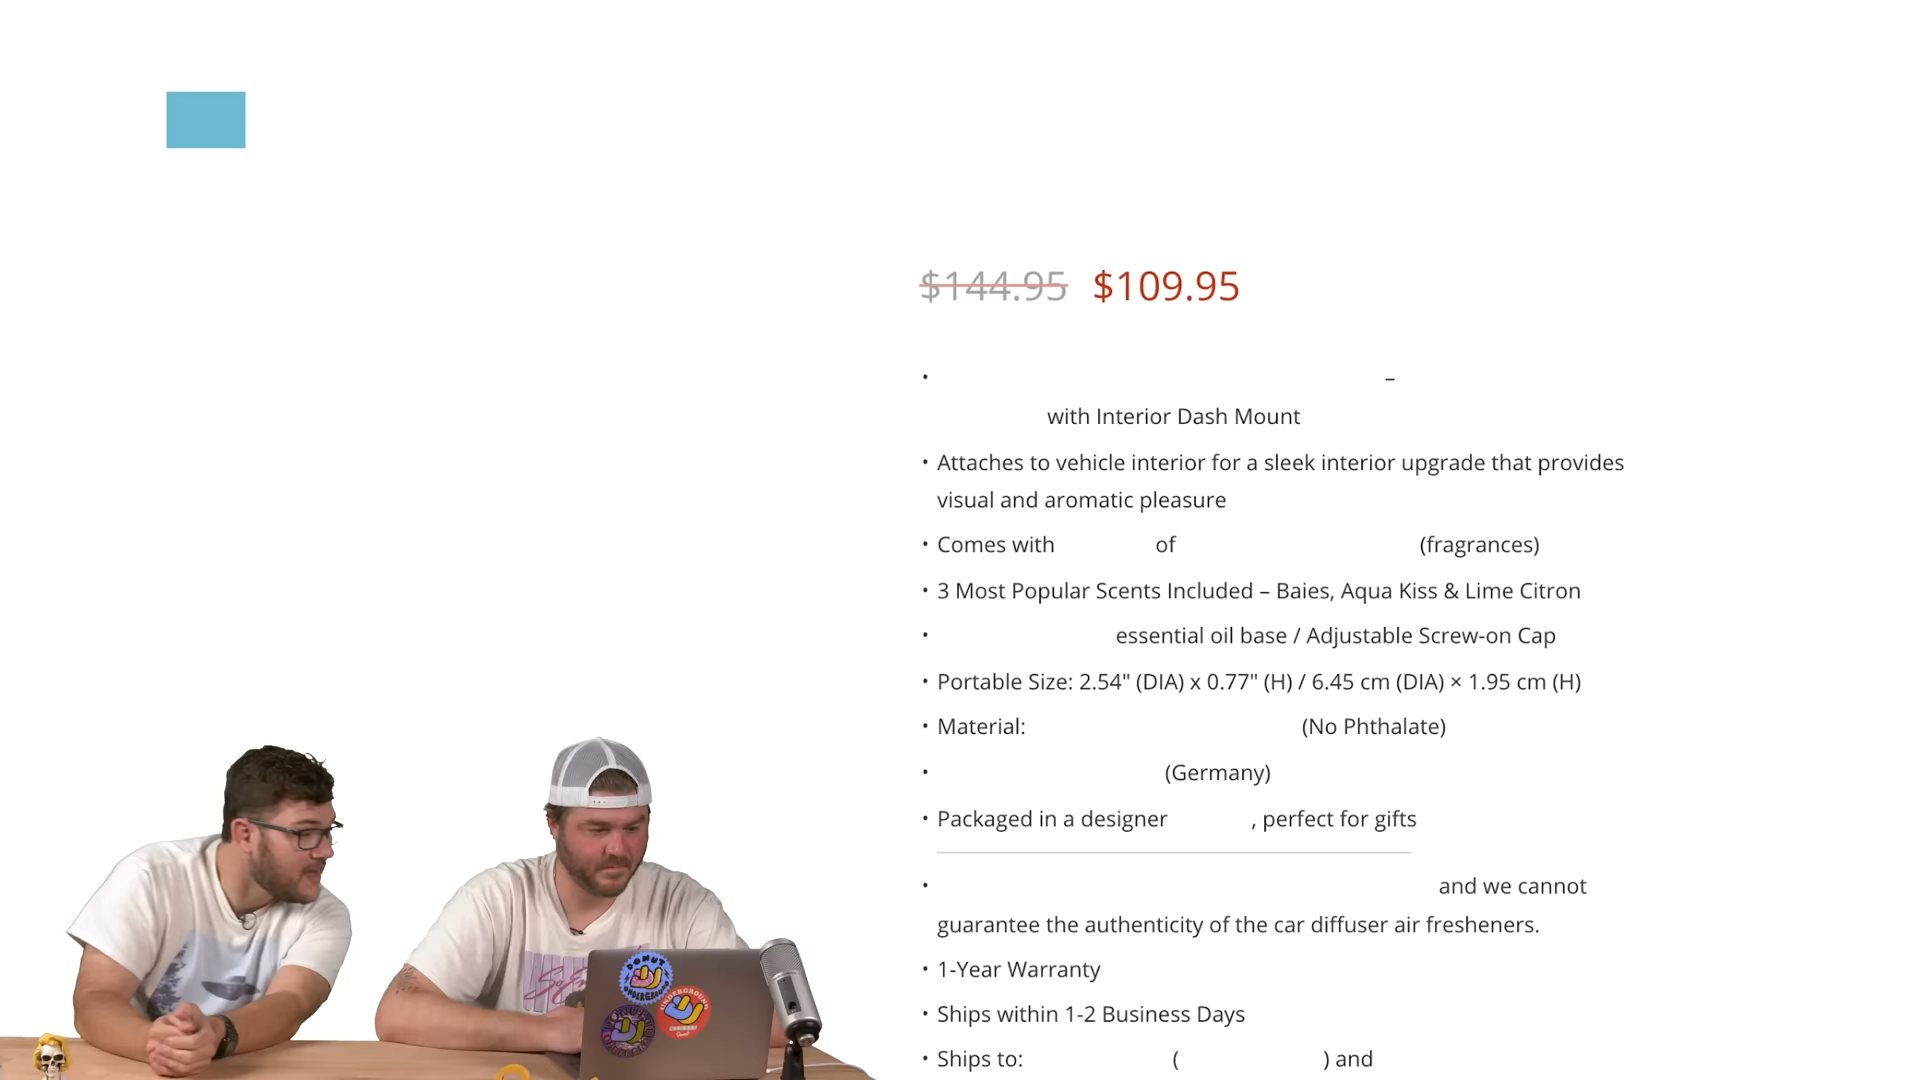 $144.95 $109.95
• –
with Interior Dash Mount
• Attaches to vehicle interior for a sleek interior upgrade that provides
visual and aromatic pleasure
• Comes with of (fragrances)
• 3 Most Popular Scents Included – Baies, Aqua Kiss & Lime Citron
• essential oil base / Adjustable Screw-on Cap
• Portable Size: 2.54" (DIA) x 0.77" (H) / 6.45 cm (DIA) × 1.95 cm (H)
• Material: (No Phthalate)
• (Germany)
• Packaged in a designer , perfect for gifts
• and we cannot
guarantee the authenticity of the car diffuser air fresheners.
• 1-Year Warranty
• Ships within 1-2 Business Days
• Ships to: ( ) and
DONUT
UNDERGROUND
UNDERGROUND